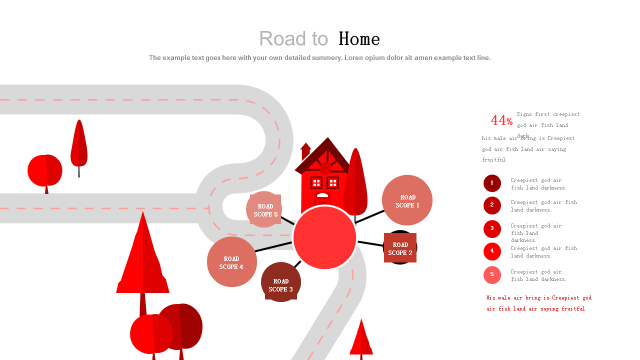 Road to Home
The example text goes here with your own detailed summery. Loren opium dolor sit amen example text line.
44%
Signs first creepiest
god air fish land
dark
his male air bring is Creepiest
god air fish land air saying
fruitful
ROAD
SCOPE 1
ROAD
SCOPE 2
ROAD
SCOPE 3
ROAD
SCOPE 4
ROAD
SCOPE 5
1
Creepiest god air
fish land darkness
2
Creepiest god air fish
land darkness
3
Creepiest god air
fish land
darkness
4
Creepiest god air fish
land darkness
5
Creepiest god air
fish land darkness
His male air bring is Creepiest god
air fish land air saying fruitful